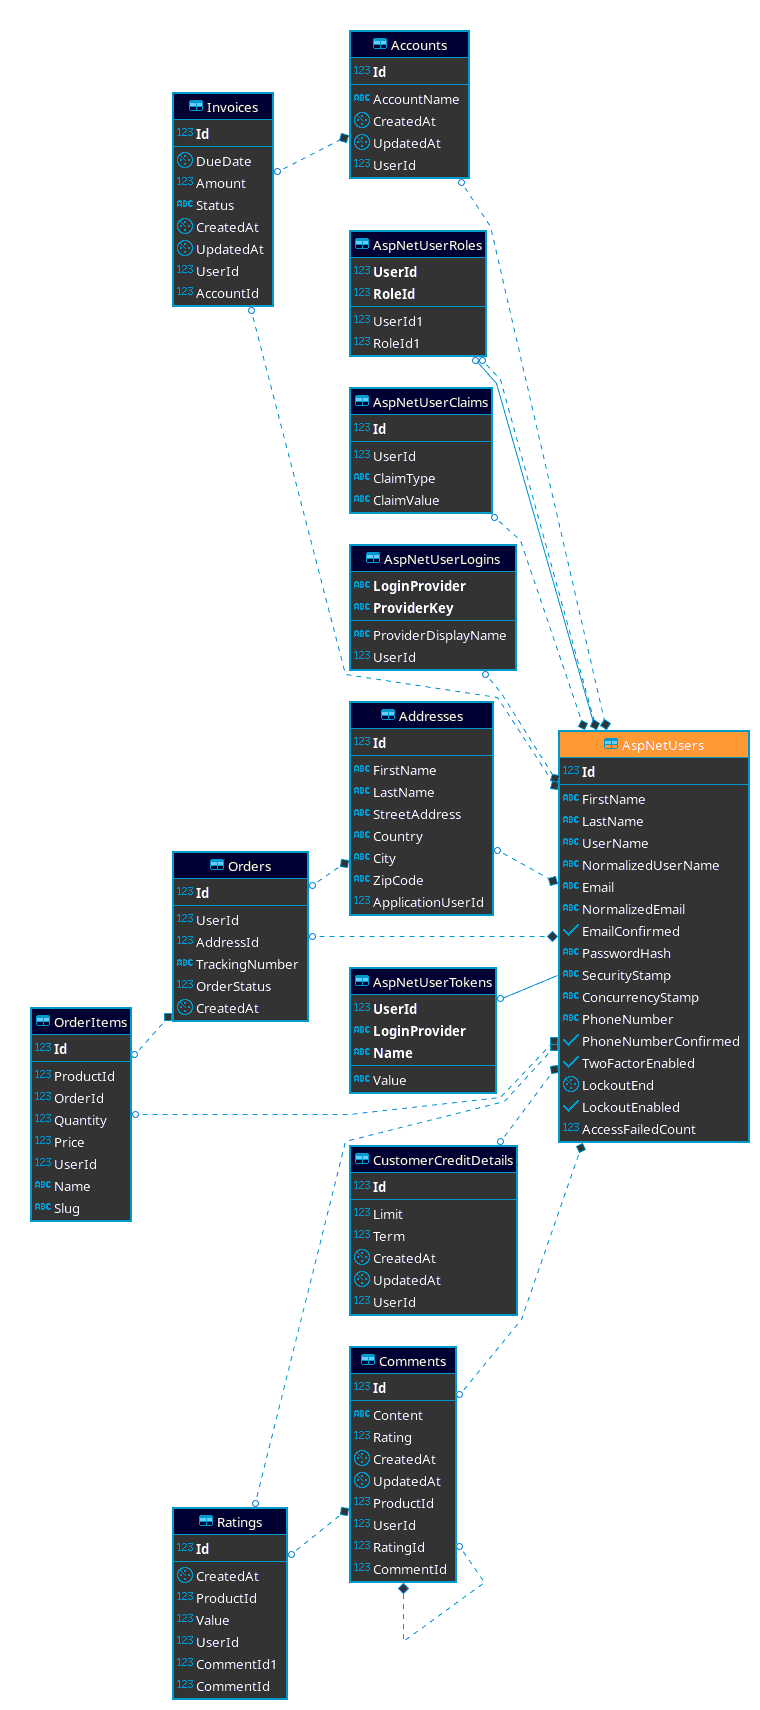 Accounts
123 Id
ABC AccountName
CreatedAt
UpdatedAt
123 UserId
Invoices
123 Id
DueDate
123 Amount
ABC Status
CreatedAt
UpdatedAt
123 UserId
123 AccountId
AspNetUserRoles
123 UserId
123 RoleId
123 UserId1
123 RoleId1
AspNetUserClaims
123 Id
123 UserId
ABC ClaimType
ABC ClaimValue
AspNetUserLogins
ABC LoginProvider
ABC ProviderKey
ABC ProviderDisplayName
123 UserId
Addresses
123 Id
ABC FirstName
ABC LastName
ABC StreetAddress
ABC Country
ABC City
ABC ZipCode
123 ApplicationUserId
AspNetUsers
123 Id
ABC FirstName
ABC LastName
ABC UserName
ABC NormalizedUserName
ABC Email
ABC NormalizedEmail
EmailConfirmed
ABC PasswordHash
ABC SecurityStamp
ABC ConcurrencyStamp
ABC PhoneNumber
PhoneNumberConfirmed
TwoFactorEnabled
LockoutEnd
LockoutEnabled
123 AccessFailedCount
Orders
123 Id
123 UserId
123 AddressId
ABC TrackingNumber
123 OrderStatus
CreatedAt
AspNetUserTokens
123 UserId
ABC LoginProvider
ABC Name
ABC Value
OrderItems
123 Id
123 ProductId
123 OrderId
123 Quantity
123 Price
123 UserId
ABC Name
ABC Slug
CustomerCreditDetails
123 Id
123 Limit
123 Term
CreatedAt
UpdatedAt
123 UserId
Comments
123 Id
ABC Content
123 Rating
CreatedAt
UpdatedAt
123 ProductId
123 UserId
123 RatingId
123 CommentId
Ratings
123 Id
CreatedAt
123 ProductId
123 Value
123 UserId
123 CommentId1
123 CommentId